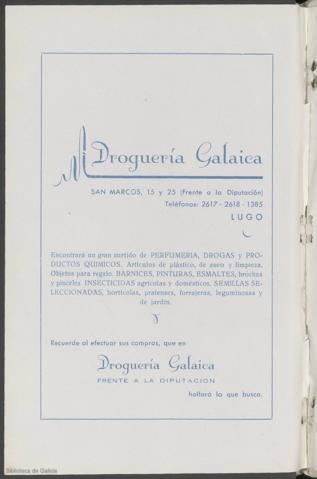 Droguería Galaica
SAN MARCOS, 15 y 25 (Frente a la Diputación)
Teléfonos: 2617 - 2618 - 1385
LUGO
Encontrará un gran surtido de PERFUMERIA, DROGAS y PRO-
DUCTOS QUIMICOS. Artículos de plástico, de aseo y limpieza,
Objetos para regalo. BARNICES, PINTURAS, ESMALTES, brochas
y pinceles. INSECTICIDAS agrícolas y domésticos. SEMILLAS SE-
LECCIONADAS, hortícolas, pratenses, forrajeras, leguminosas y
de jardín.
Recuerde al efectuar sus compras, que en
Droguería Galaica
FRENTE A LA DIPUTACION
hallará lo que busca.
Biblioteca de Galicia